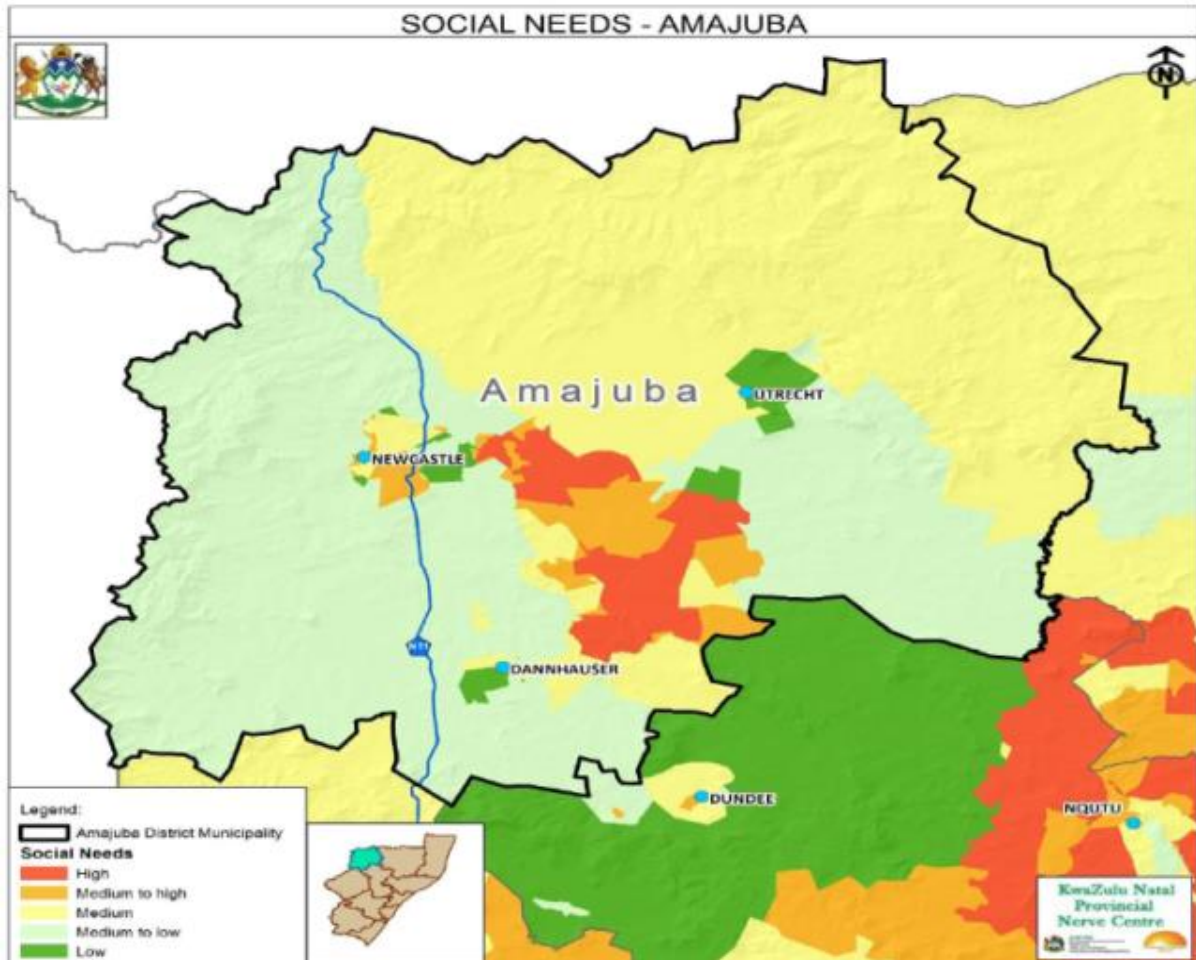 SOCIAL NEEDS - AMAJUBA
N
Amajuba
UTRECHT
NEWCASTLE
N11
DANNHAUSER
DUNDEE
NQUTU
Legend:
Amajuba District Municipality
Social Needs
High
Medium to high
Medium
Medium to low
Low
KwaZulu Natal
Provincial
Nerve Centre